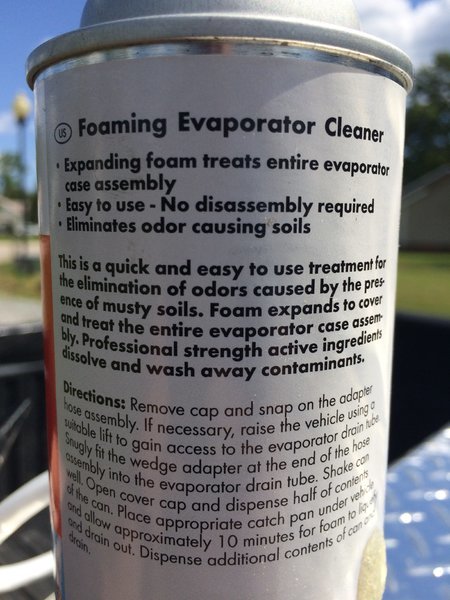 US Foaming Evaporator Cleaner
• Expanding foam treats entire evaporator
case assembly
• Easy to use - No disassembly required
• Eliminates odor causing soils
This is a quick and easy to use treatment for
the elimination of odors caused by the pres-
ence of musty soils. Foam expands to cover
and treat the entire evaporator case assem-
bly. Professional strength active ingredients
dissolve and wash away contaminants.
Directions: Remove cap and snap on the adapter
hose assembly. If necessary, raise the vehicle using a
suitable lift to gain access to the evaporator drain tube.
Snugly fit the wedge adapter at the end of the hose
assembly into the evaporator drain tube. Shake can
well. Open cover cap and dispense half of contents
of the can. Place appropriate catch pan under vehicle
and allow approximately 10 minutes for foam to liquefy
and drain out. Dispense additional contents of can
drain.